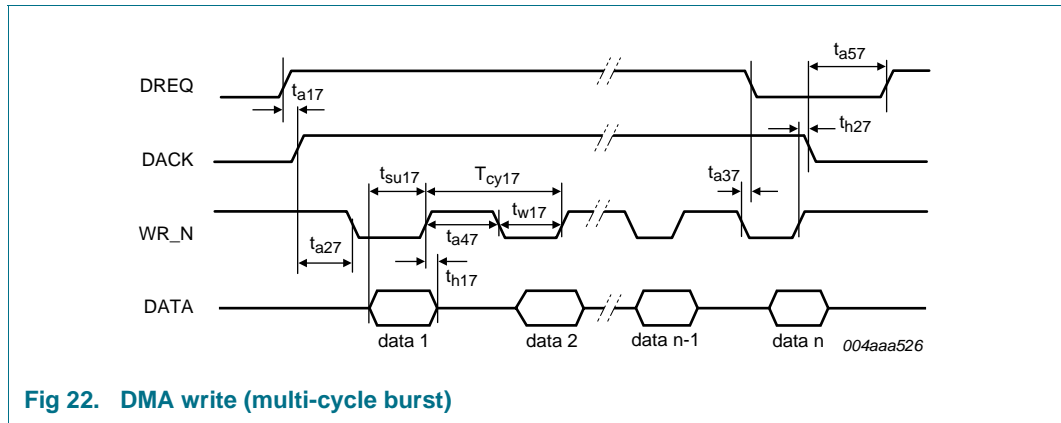 DREQ
t_a57
t_a17
t_h27
DACK
t_su17
T_cy17
t_a37
t_w17
WR_N
t_a47
t_a27
t_h17
DATA
data 1
data 2
data n-1
data n
004aaa526
Fig 22. DMA write (multi-cycle burst)